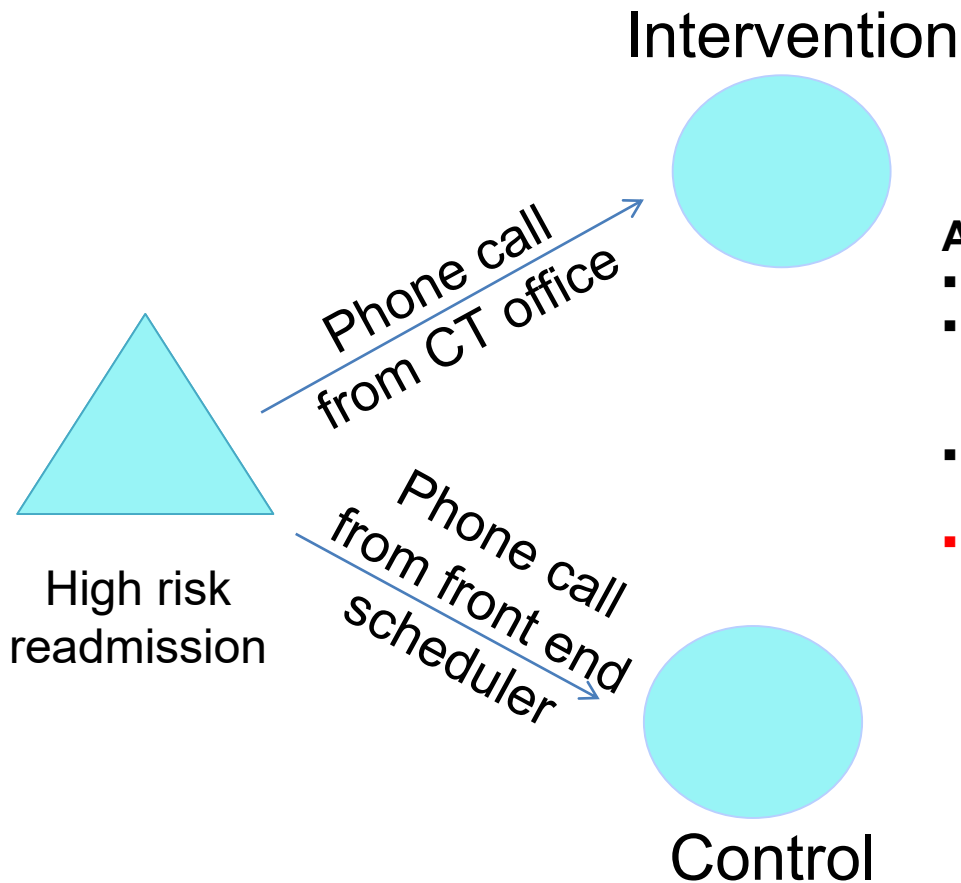 Intervention
Phone call
from CT office
A
▪
▪
▪
▪
Phone call
from front end
scheduler
High risk
readmission
Control